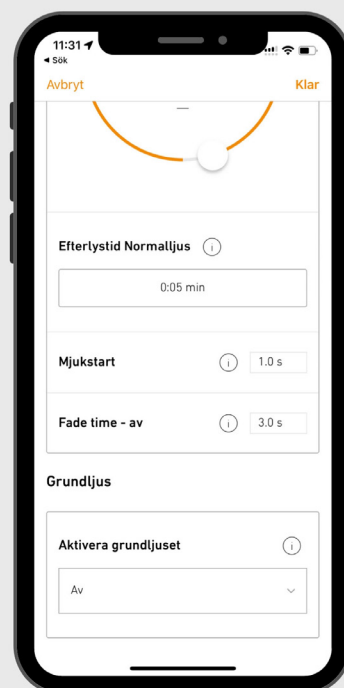 11:31
Sök
Avbryt
Klar
Efterlystid Normalljus
0:05 min
Mjukstart
1.0 s
Fade time - av
3.0 s
Grundljus
Aktivera grundljuset
Av